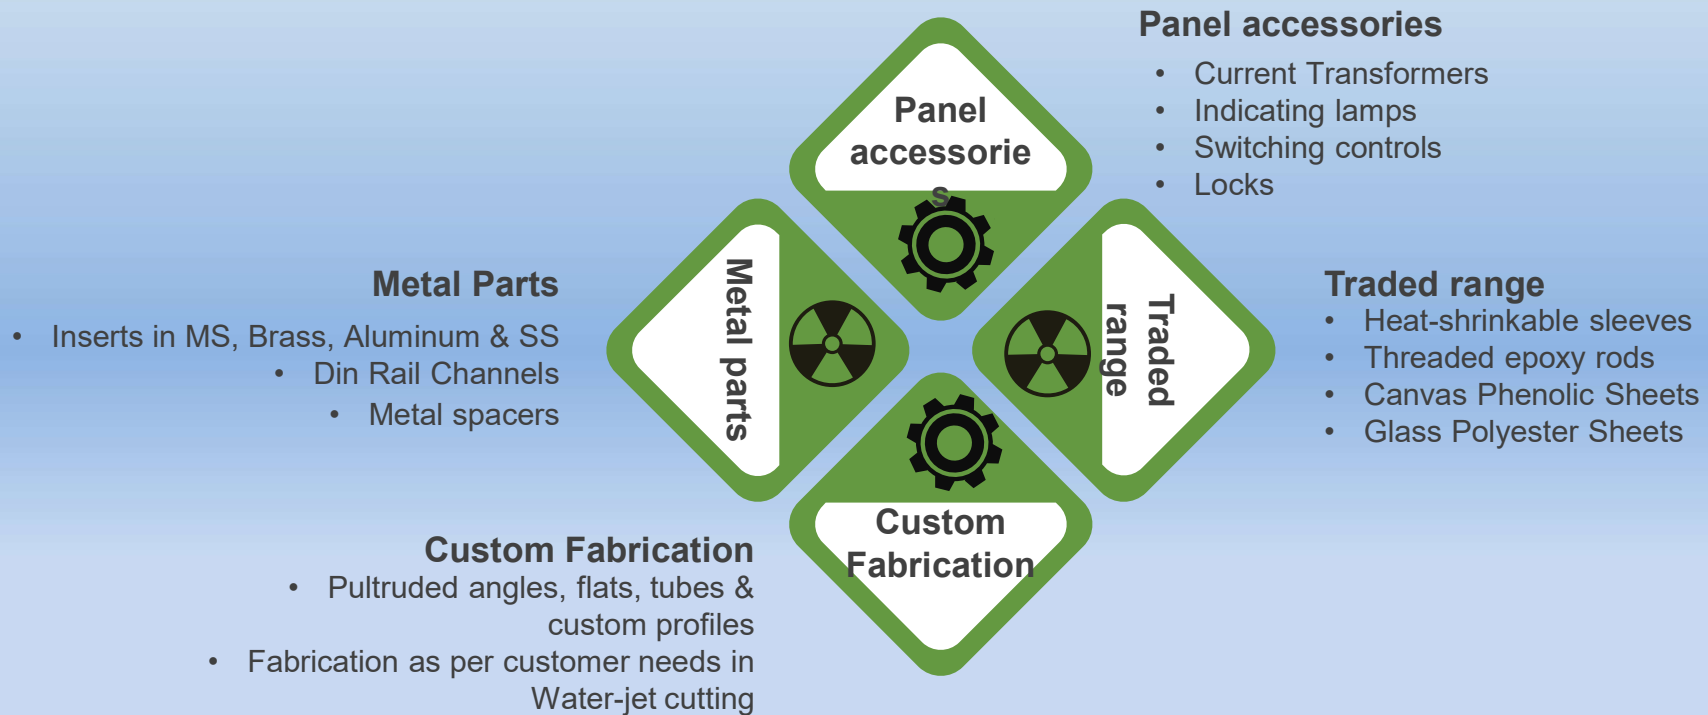 Panel accessories
• Current Transformers
• Indicating lamps
• Switching controls
• Locks
Panel
accessorie
s
Metal Parts
• Inserts in MS, Brass, Aluminum & SS
• Din Rail Channels
• Metal spacers
Metal parts
Traded
range
Traded range
• Heat-shrinkable sleeves
• Threaded epoxy rods
• Canvas Phenolic Sheets
• Glass Polyester Sheets
Custom
Fabrication
Custom Fabrication
• Pultruded angles, flats, tubes &
custom profiles
• Fabrication as per customer needs in
Water-jet cutting